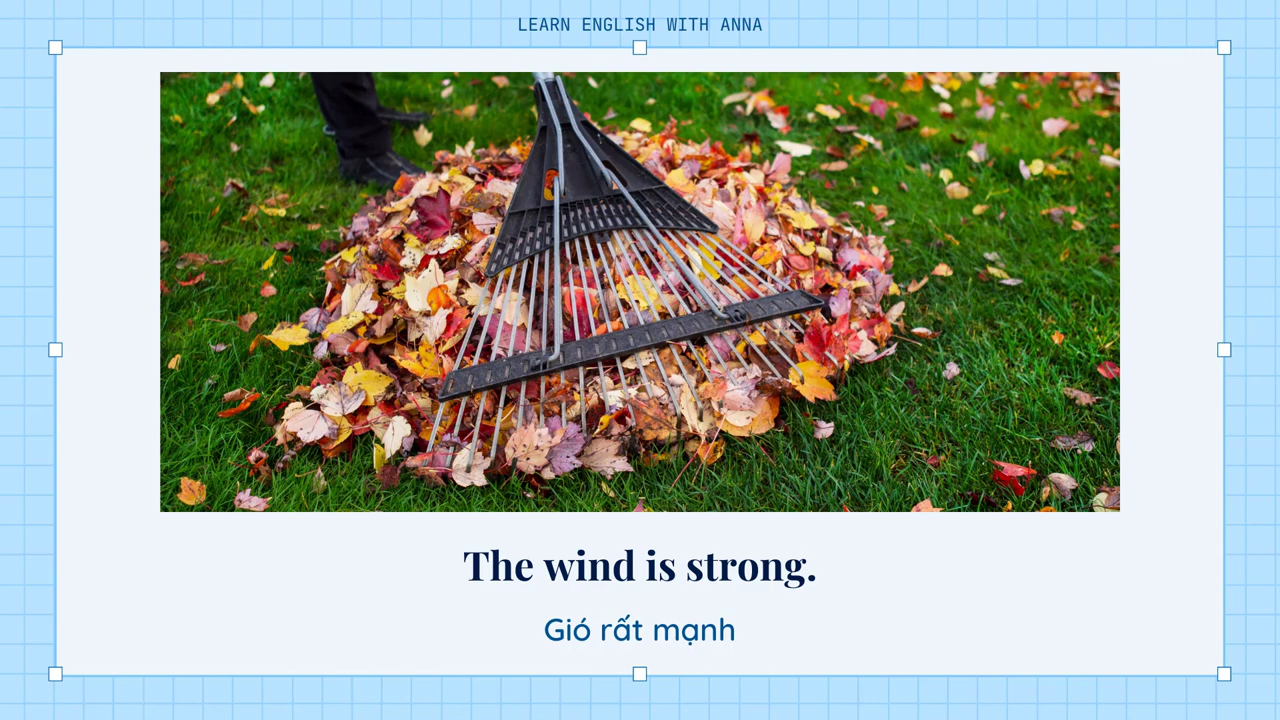 LEARN ENGLISH WITH ANNA
The wind is strong.
Gió rất mạnh